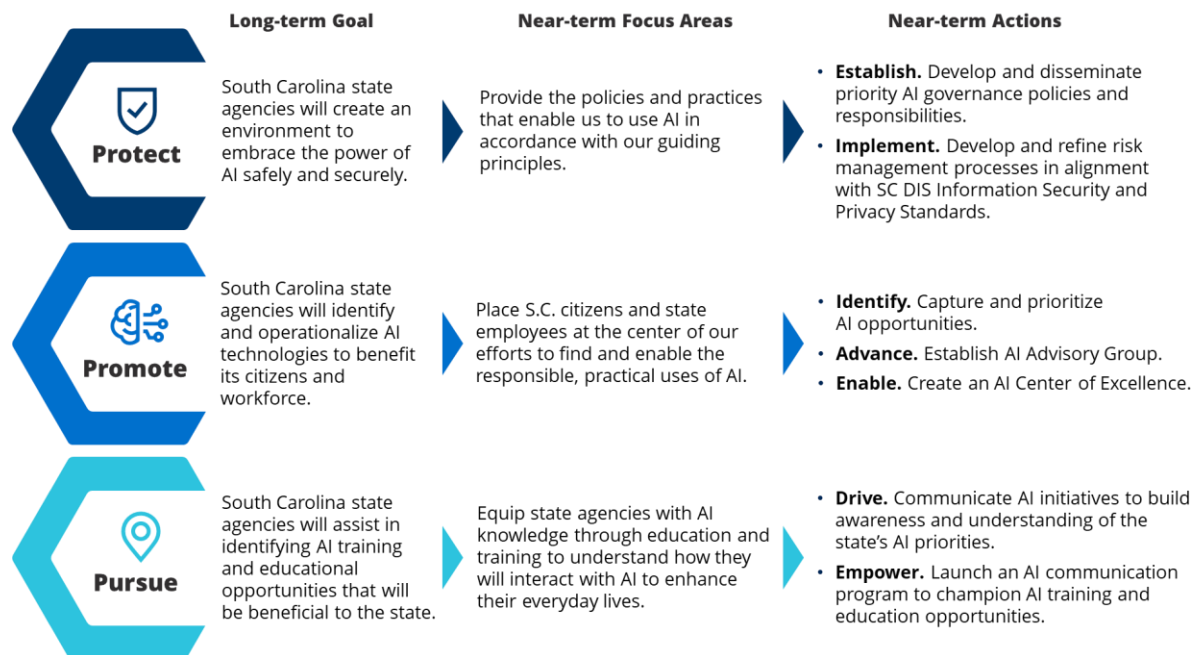 Long-term Goal
Near-term Focus Areas
Near-term Actions
Protect
South Carolina state
agencies will create an
environment to
embrace the power of
AI safely and securely.
Provide the policies and practices
that enable us to use AI in
accordance with our guiding
principles.
• Establish. Develop and disseminate
priority AI governance policies and
responsibilities.
• Implement. Develop and refine risk
management processes in alignment
with SC DIS Information Security and
Privacy Standards.
Promote
South Carolina state
agencies will identify
and operationalize AI
technologies to benefit
its citizens and
workforce.
Place S.C. citizens and state
employees at the center of our
efforts to find and enable the
responsible, practical uses of AI.
• Identify. Capture and prioritize
AI opportunities.
• Advance. Establish AI Advisory Group.
• Enable. Create an AI Center of Excellence.
Pursue
South Carolina state
agencies will assist in
identifying AI training
and educational
opportunities that will
be beneficial to the state.
Equip state agencies with AI
knowledge through education and
training to understand how they
will interact with AI to enhance
their everyday lives.
• Drive. Communicate AI initiatives to build
awareness and understanding of the
state’s AI priorities.
• Empower. Launch an AI communication
program to champion AI training and
education opportunities.